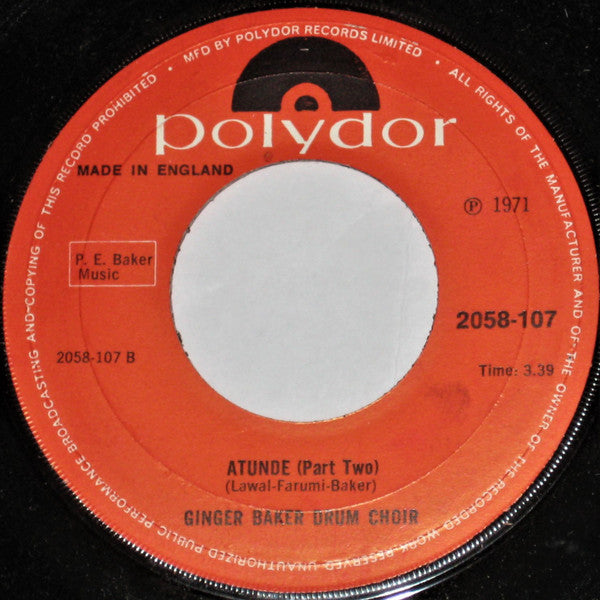 • MFD BY POLYDOR RECORDS LIMITED •
ALL RIGHTS OF THE MANUFACTURER AND OF THE OWNER OF THE RECORDED WORK RESERVED
UNAUTHORIZED PUBLIC PERFORMANCE BROADCASTING AND COPYING OF THIS RECORD PROHIBITED
polydor
MADE IN ENGLAND
℗ 1971
P. E. Baker
Music
2058-107
2058-107 B
Time: 3.39
ATUNDE (Part Two)
(Lawal-Farumi-Baker)
GINGER BAKER DRUM CHOIR